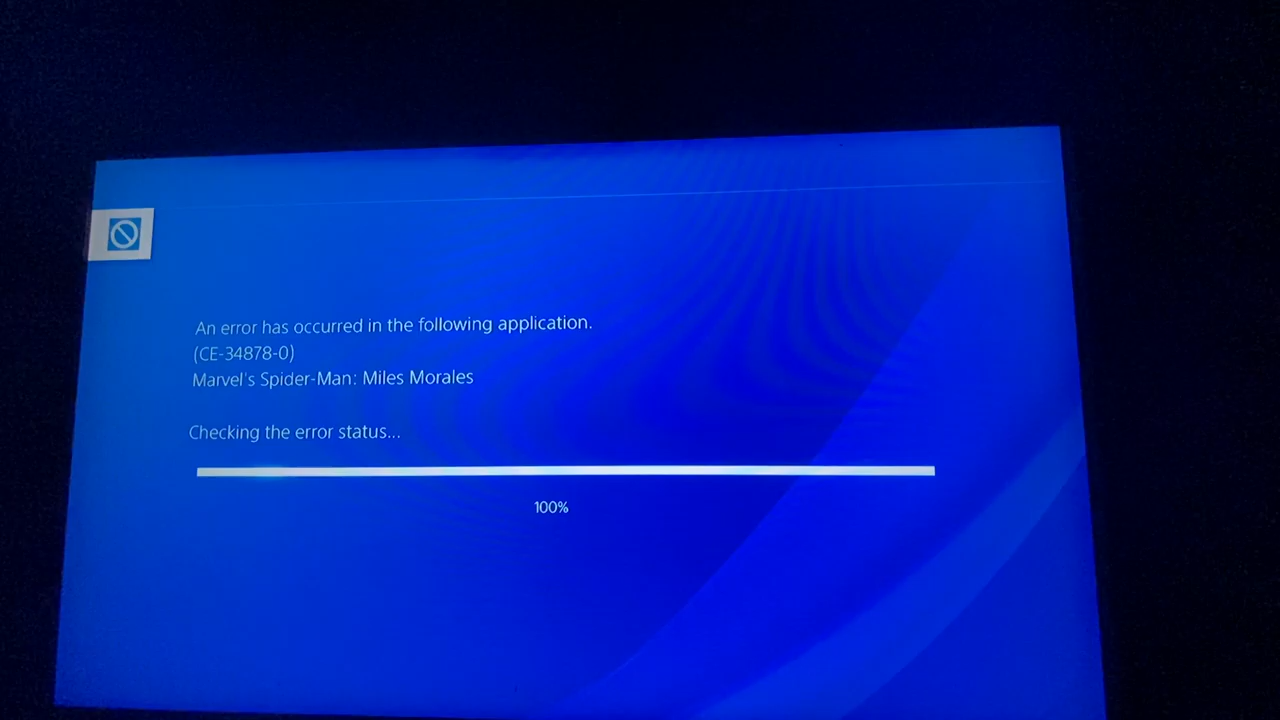 An error has occurred in the following application.
(CE-34878-0)
Marvel's Spider-Man: Miles Morales
Checking the error status...
100%